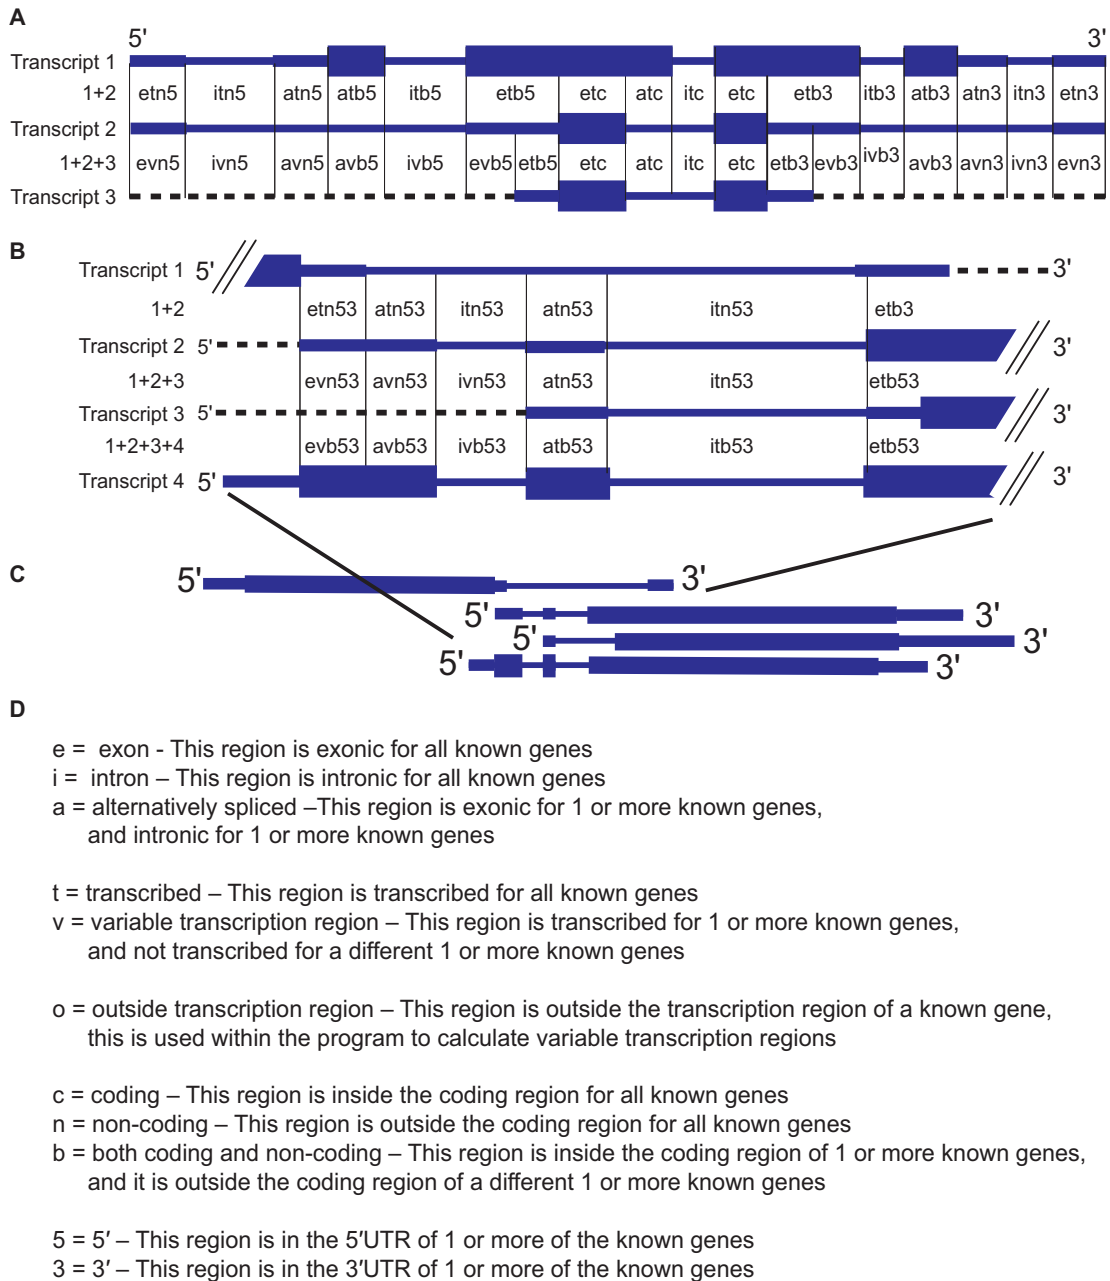 A
5' 3'
Transcript 1
1+2 etn5 itn5 atn5 atb5 itb5 etb5 etc atc itc etc etb3 itb3 atb3 atn3 itn3 etn3
Transcript 2
1+2+3 evn5 ivn5 avn5 avb5 ivb5 evb5 etb5 etc atc itc etc etb3 evb3 ivb3 avb3 avn3 ivn3 evn3
Transcript 3
B
Transcript 1 5' 3'
1+2 etn53 atn53 itn53 atn53 itn53 etb3
Transcript 2 5' 3'
1+2+3 evn53 avn53 ivn53 atn53 itn53 etb53
Transcript 3 5' 3'
1+2+3+4 evb53 avb53 ivb53 atb53 itb53 etb53
Transcript 4 5' 3'
C
5' 3'
5' 3'
5' 3'
5' 3'
D
e = exon - This region is exonic for all known genes
i = intron – This region is intronic for all known genes
a = alternatively spliced –This region is exonic for 1 or more known genes,
and intronic for 1 or more known genes
t = transcribed – This region is transcribed for all known genes
v = variable transcription region – This region is transcribed for 1 or more known genes,
and not transcribed for a different 1 or more known genes
o = outside transcription region – This region is outside the transcription region of a known gene,
this is used within the program to calculate variable transcription regions
c = coding – This region is inside the coding region for all known genes
n = non-coding – This region is outside the coding region for all known genes
b = both coding and non-coding – This region is inside the coding region of 1 or more known genes,
and it is outside the coding region of a different 1 or more known genes
5 = 5′ – This region is in the 5′UTR of 1 or more of the known genes
3 = 3′ – This region is in the 3′UTR of 1 or more of the known genes